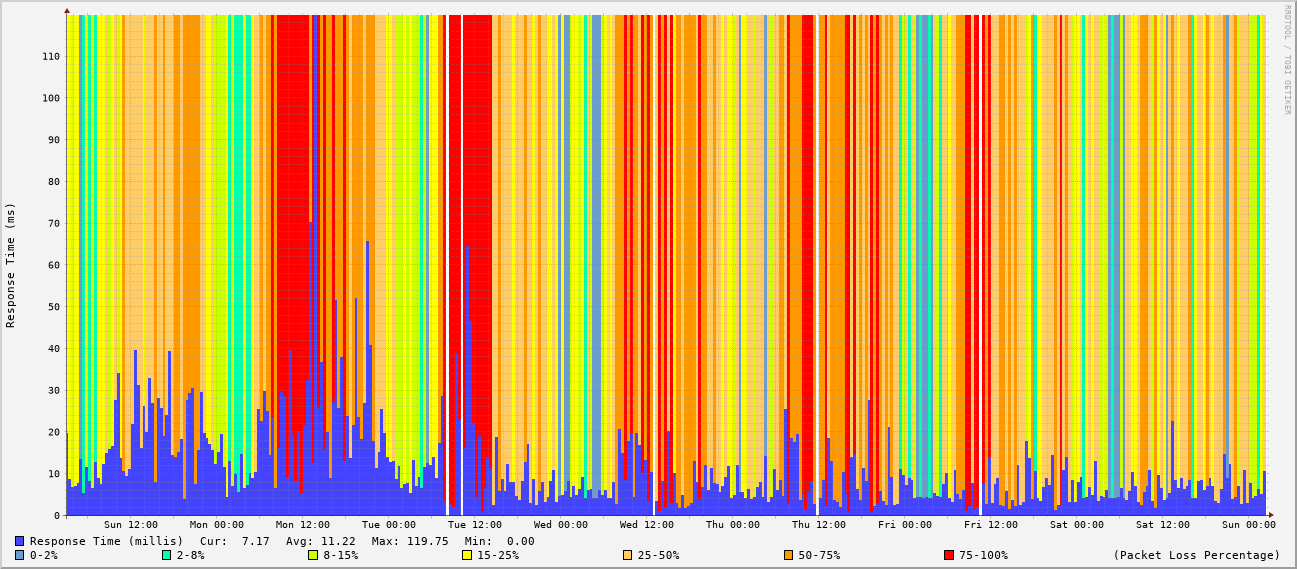 RRDTOOL / TOBI OETIKER
Response Time (ms)
110
100
90
80
70
60
50
40
30
20
10
0
Sun 12:00 Mon 00:00 Mon 12:00 Tue 00:00 Tue 12:00 Wed 00:00 Wed 12:00 Thu 00:00 Thu 12:00 Fri 00:00 Fri 12:00 Sat 00:00 Sat 12:00 Sun 00:00
Response Time (millis) Cur: 7.17 Avg: 11.22 Max: 119.75 Min: 0.00
0-2% 2-8% 8-15% 15-25% 25-50% 50-75% 75-100% (Packet Loss Percentage)